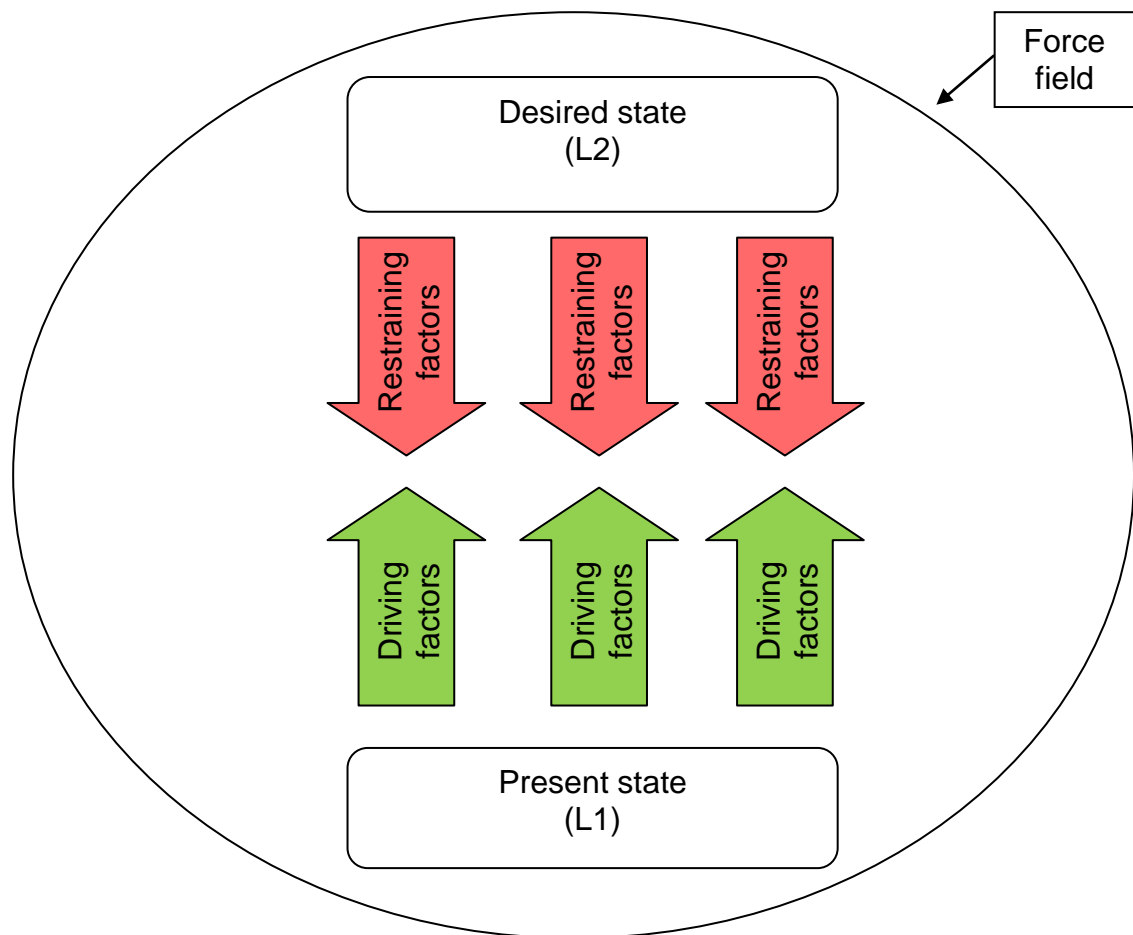 Force
field
Desired state
(L2)
Restraining
factors
Restraining
factors
Restraining
factors
Driving
factors
Driving
factors
Driving
factors
Present state
(L1)